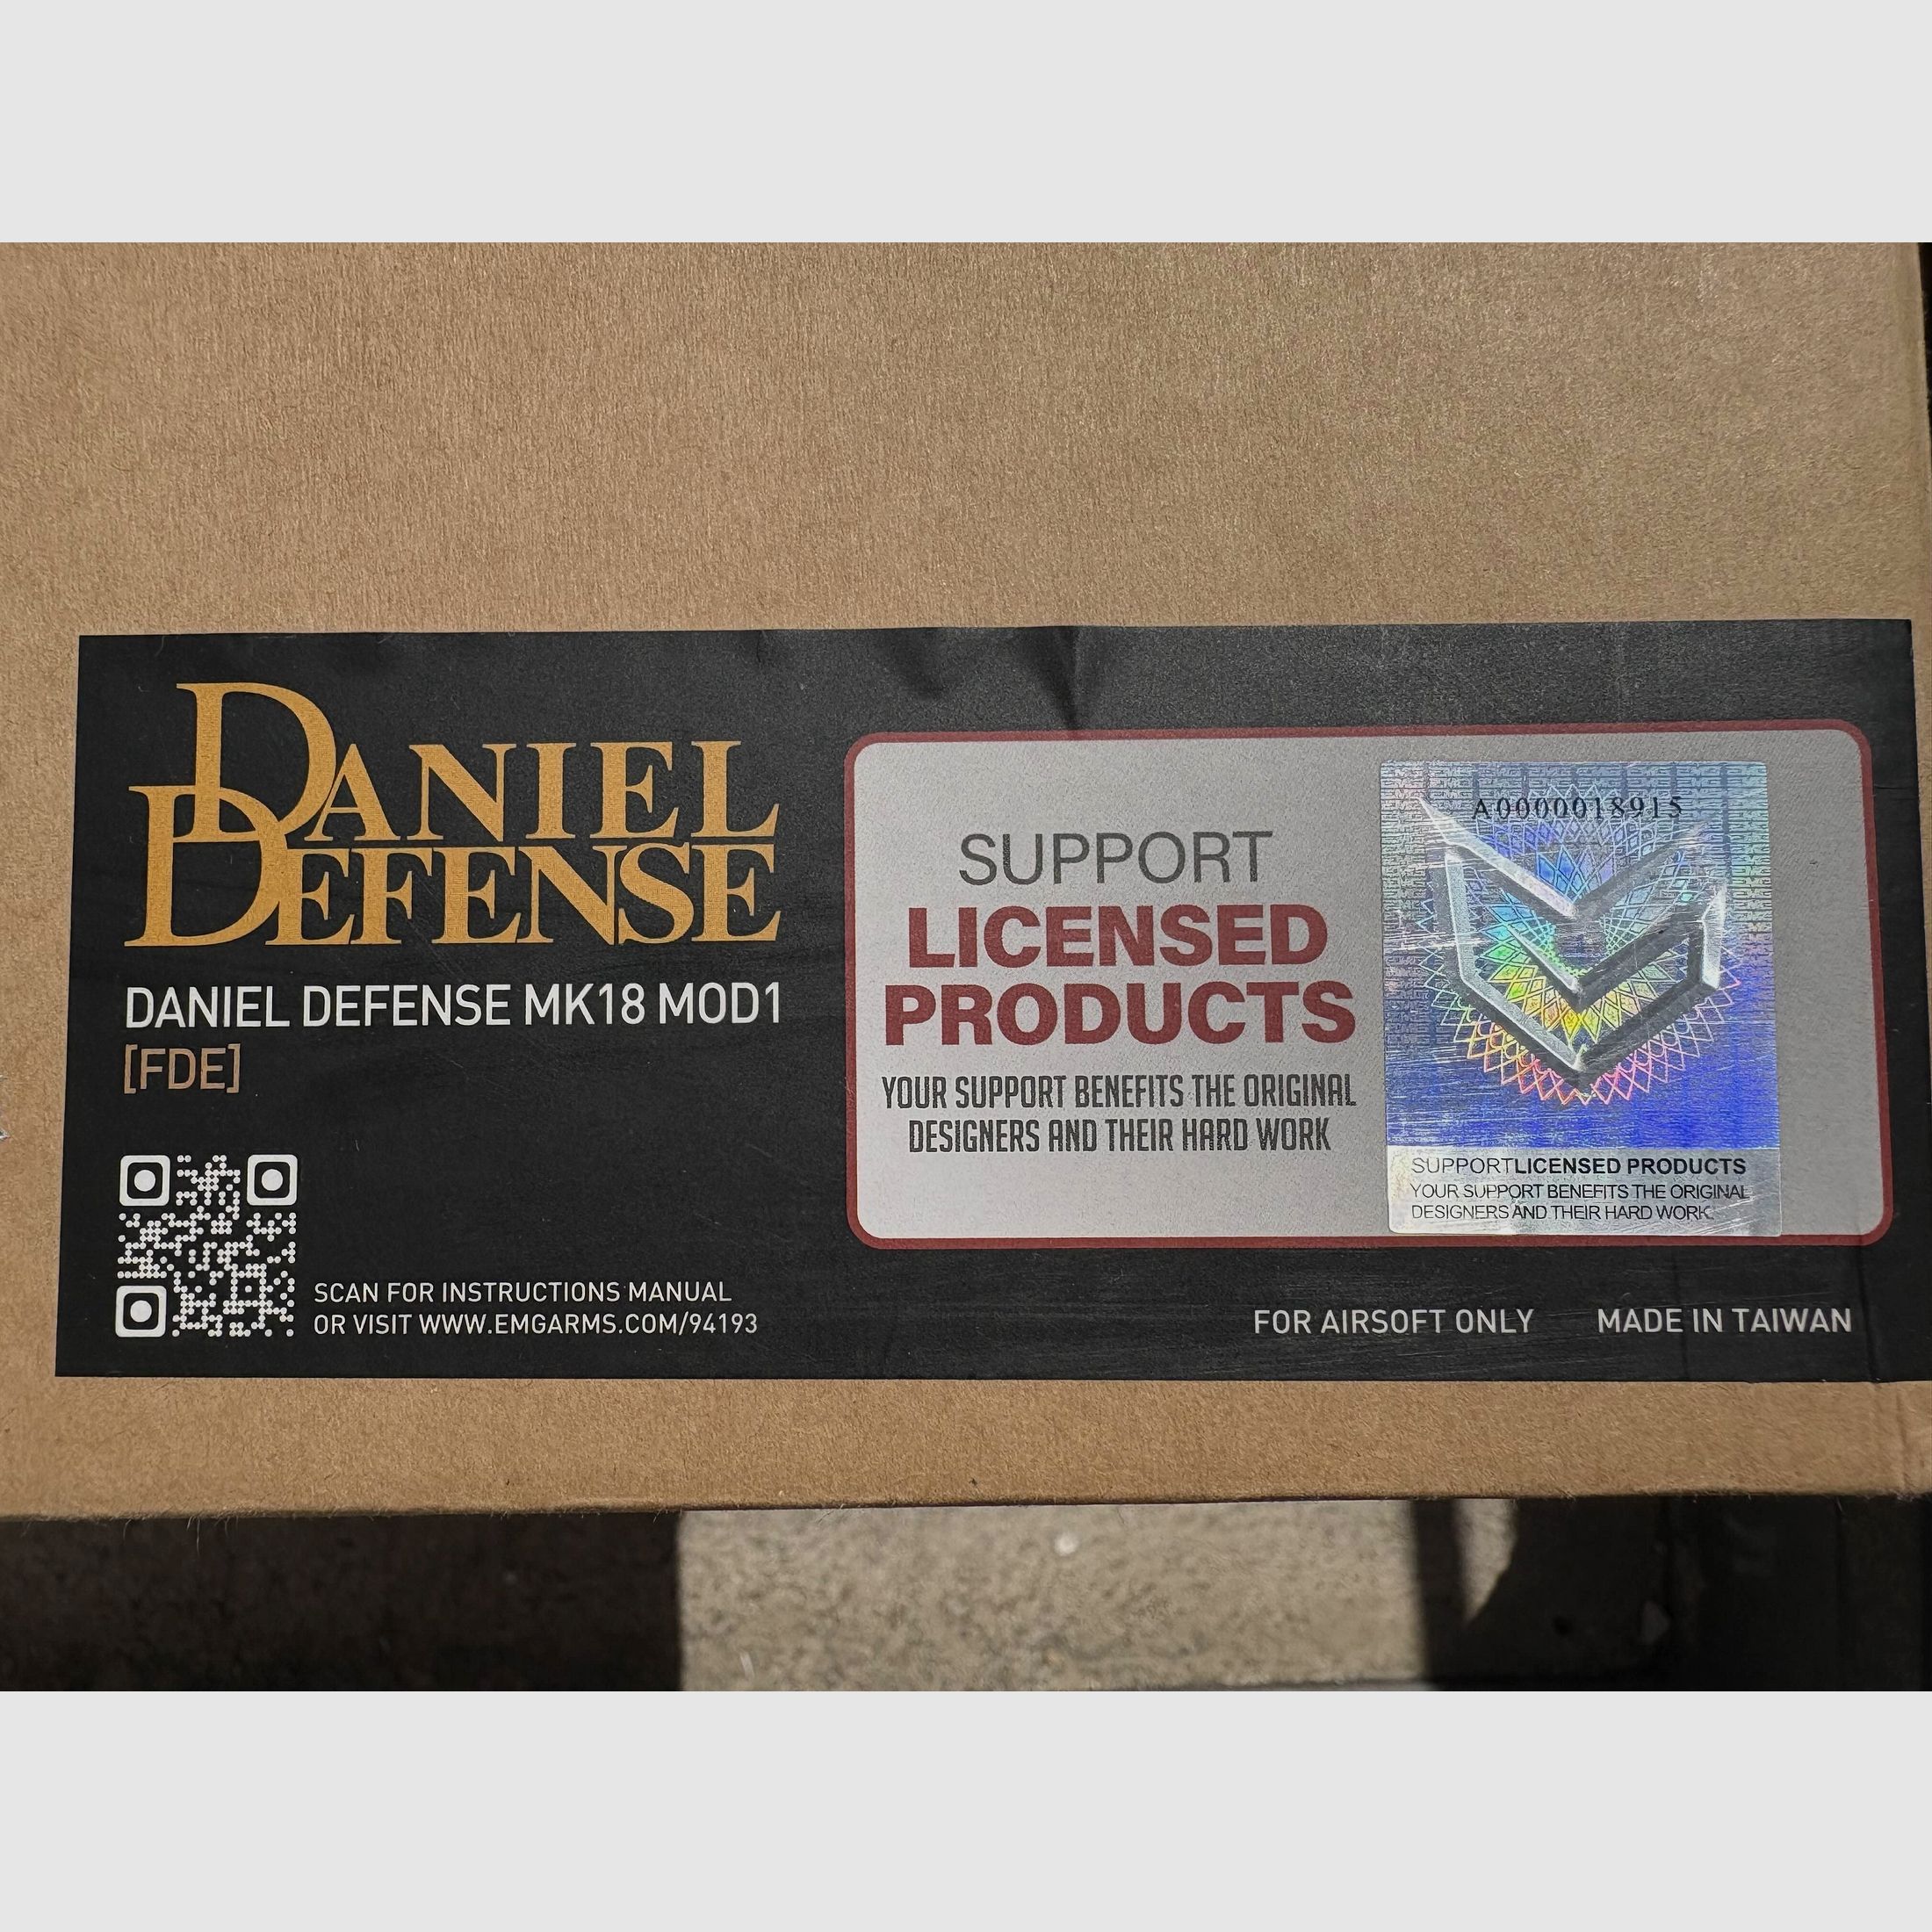 DANIEL
DEFENSE
DANIEL DEFENSE MK18 MOD1
[FDE]
SCAN FOR INSTRUCTIONS MANUAL
OR VISIT WWW.EMGARMS.COM/94193
SUPPORT
LICENSED
PRODUCTS
YOUR SUPPORT BENEFITS THE ORIGINAL
DESIGNERS AND THEIR HARD WORK
A0000018915
SUPPORTLICENSED PRODUCTS
YOUR SUPPORT BENEFITS THE ORIGINAL
DESIGNERS AND THEIR HARD WORK.
FOR AIRSOFT ONLY
MADE IN TAIWAN